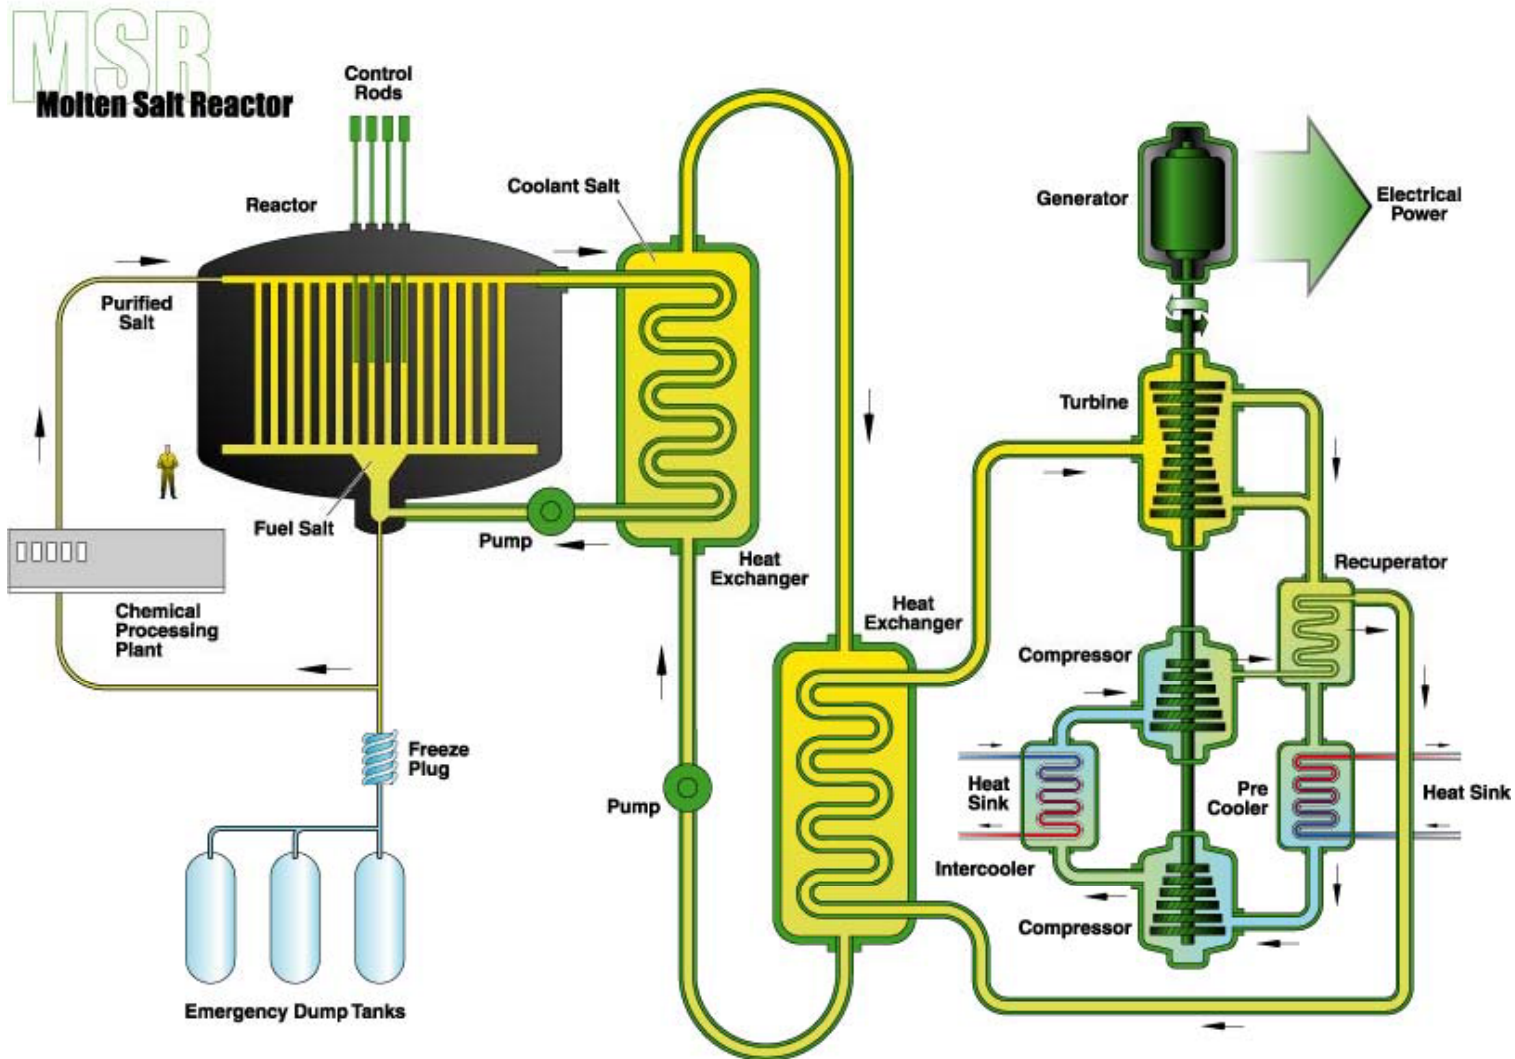 MSR
Molten Salt Reactor
Control
Rods
Coolant Salt
Reactor
Generator
Electrical
Power
Purified
Salt
Turbine
Fuel Salt
Pump
Heat
Exchanger
Recuperator
Chemical
Processing
Plant
Heat
Exchanger
Compressor
Freeze
Plug
Pump
Heat
Sink
Pre
Cooler
Heat Sink
Intercooler
Compressor
Emergency Dump Tanks